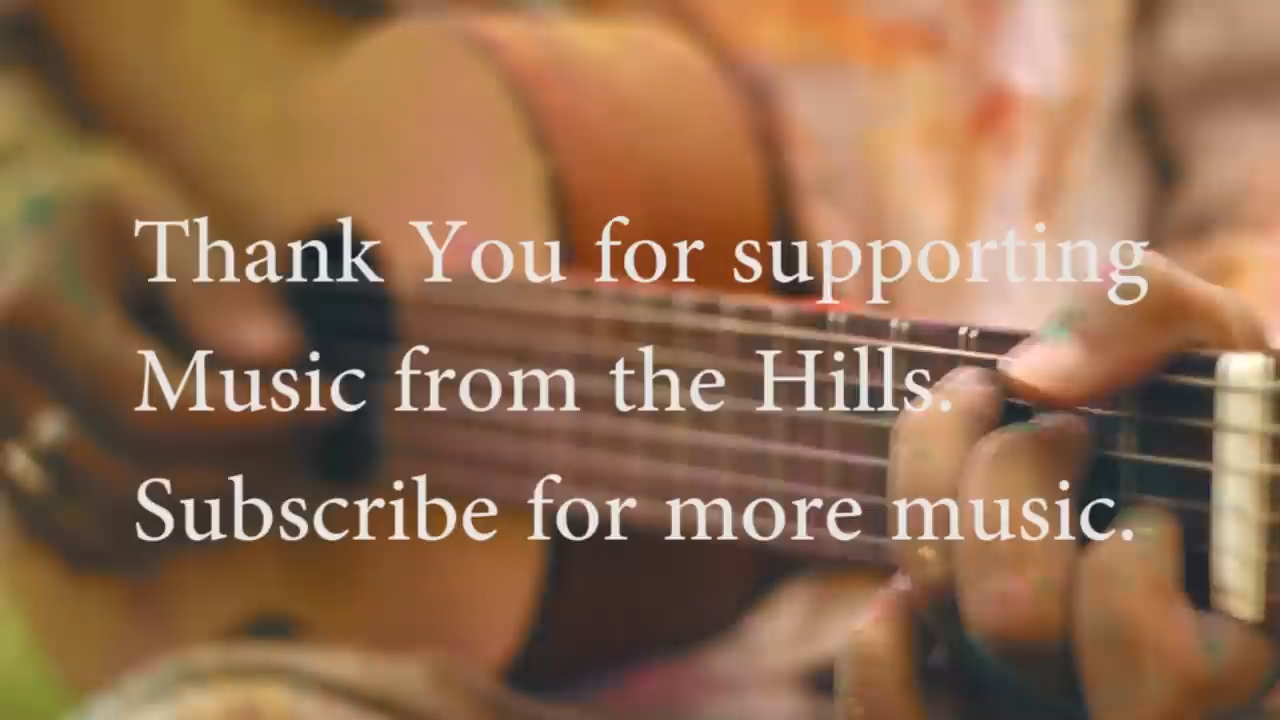 Thank You for supporting
Music from the Hills.
Subscribe for more music.